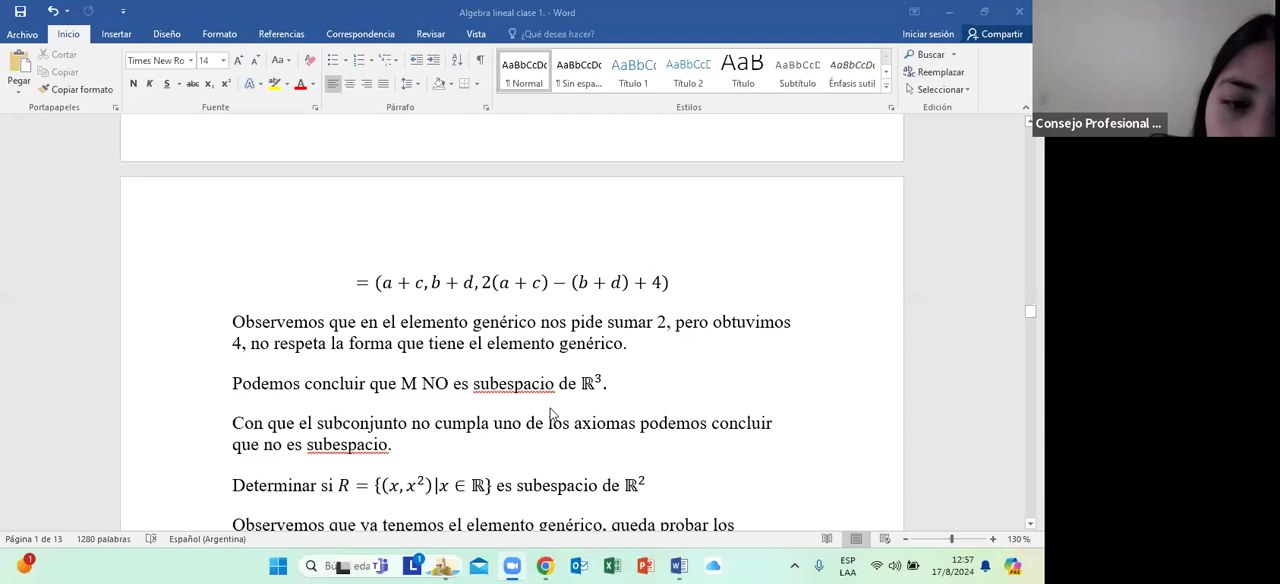 Algebra lineal clase 1. - Word
Archivo Inicio Insertar Diseño Formato Referencias Correspondencia Revisar Vista ¿Qué desea hacer? Iniciar sesión Compartir
Pegar
Cortar
Copiar
Copiar formato
Portapapeles
Times New Ro 14
N K S abc x₂ x²
Fuente
Párrafo
AaBbCcDc AaBbCcDc AaBbC( AaBbCcD AaB AaBbCcD AaBbCcDc
¶ Normal ¶ Sin espa... Título 1 Título 2 Título Subtítulo Énfasis sutil
Estilos
Buscar
Reemplazar
Seleccionar
Edición
Consejo Profesional ...
= (a + c, b + d, 2(a + c) − (b + d) + 4)
Observemos que en el elemento genérico nos pide sumar 2, pero obtuvimos
4, no respeta la forma que tiene el elemento genérico.
Podemos concluir que M NO es subespacio de ℝ³.
Con que el subconjunto no cumpla uno de los axiomas podemos concluir
que no es subespacio.
Determinar si R = {(x, x²)|x ∈ ℝ} es subespacio de ℝ²
Observemos que ya tenemos el elemento genérico, queda probar los
Página 1 de 13 1280 palabras Español (Argentina) 130 %
ESP
LAA
12:57
17/8/2024